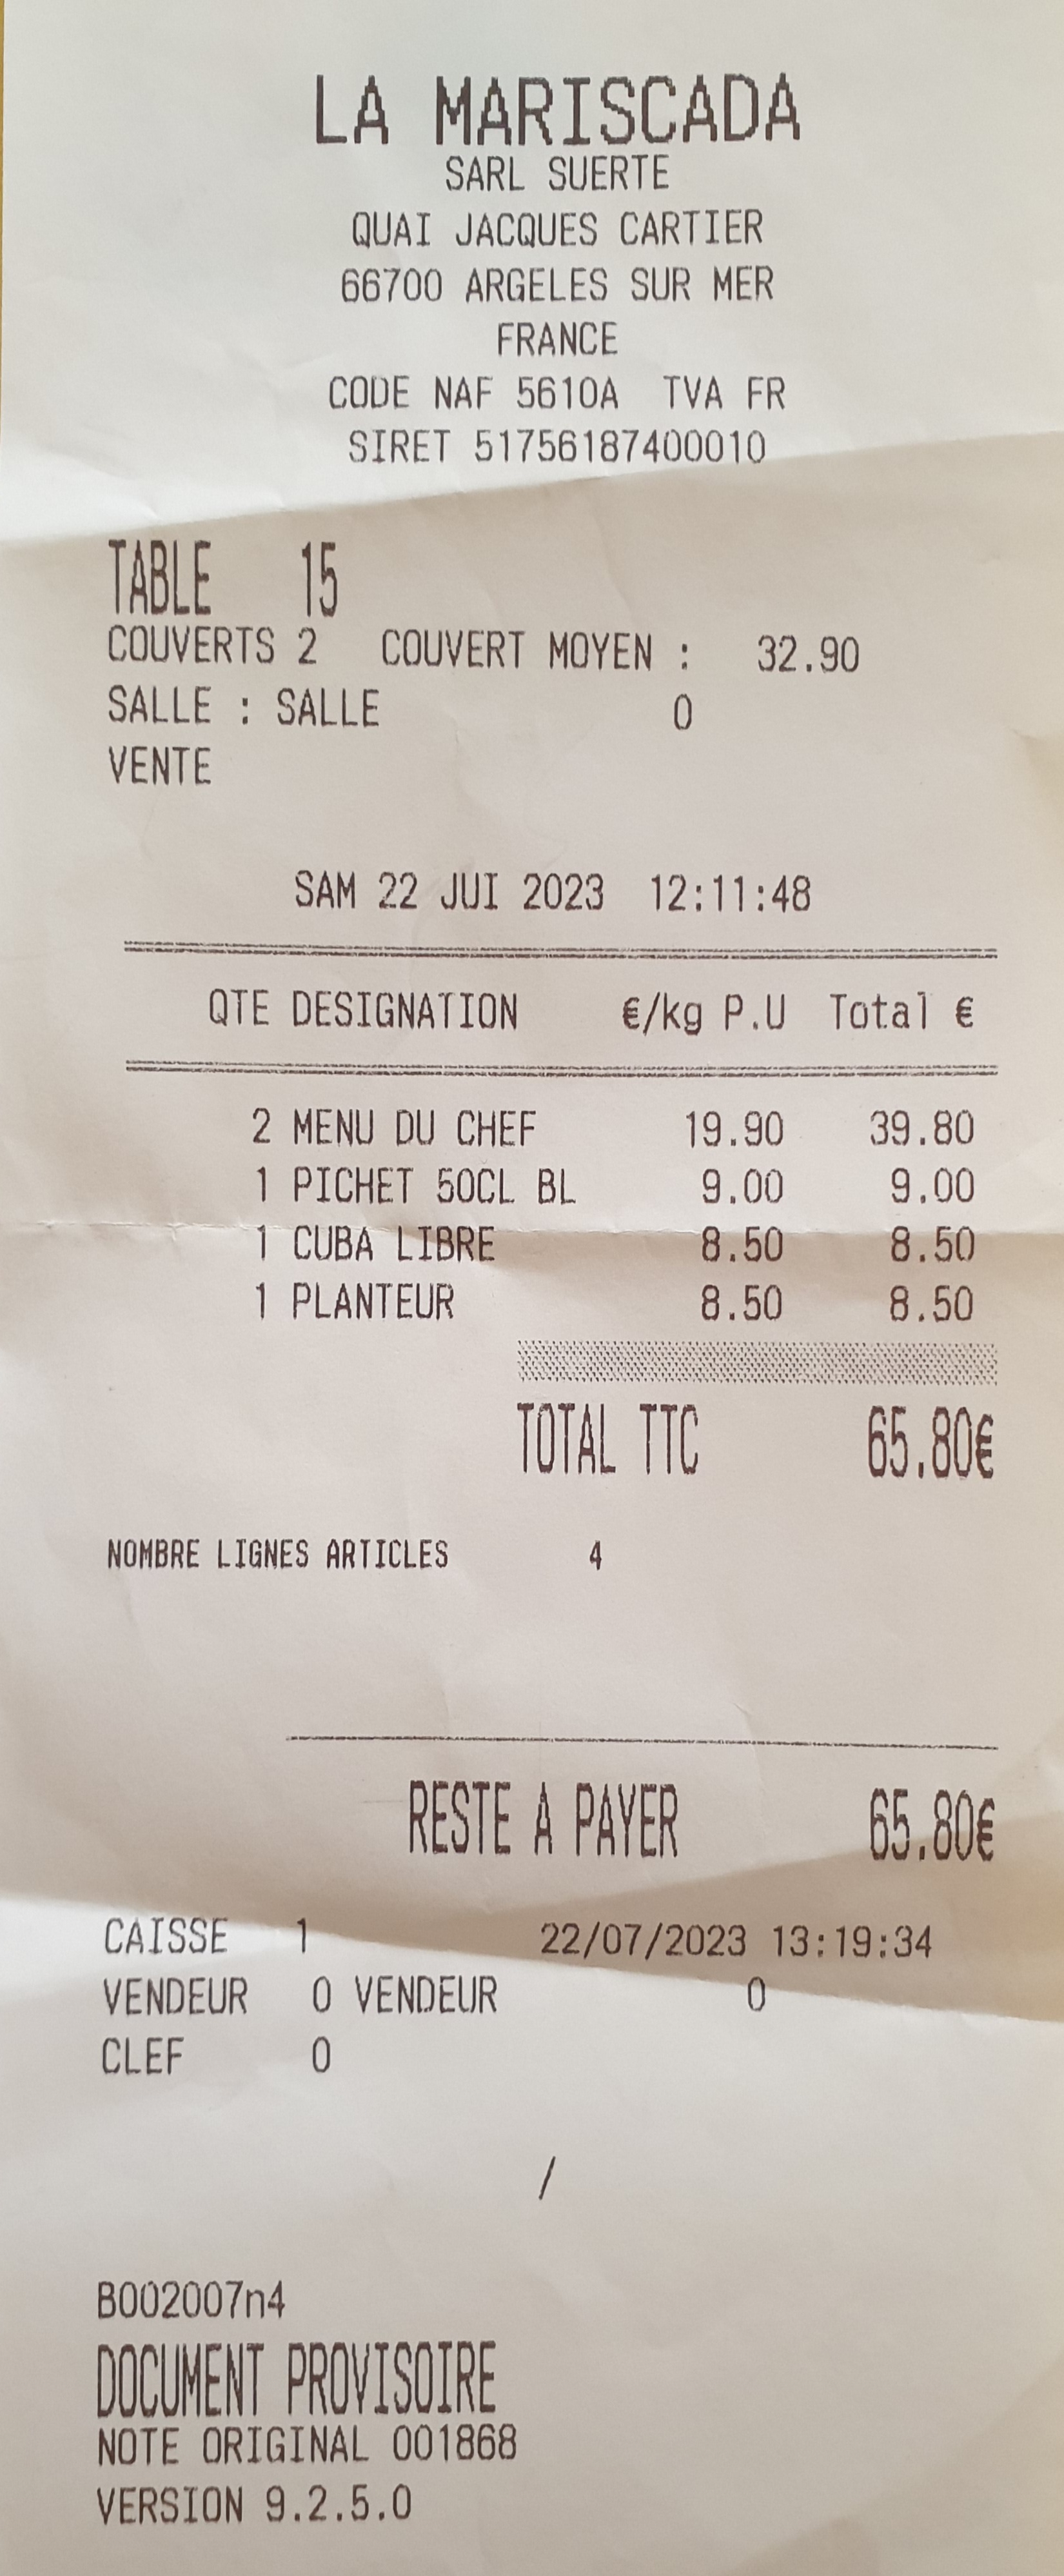 LA MARISCADA
SARL SUERTE
QUAI JACQUES CARTIER
66700 ARGELES SUR MER
FRANCE
CODE NAF 5610A TVA FR
SIRET 51756187400010
TABLE 15
COUVERTS 2 COUVERT MOYEN : 32.90
SALLE : SALLE 0
VENTE
SAM 22 JUI 2023 12:11:48
QTE DESIGNATION €/kg P.U Total €
2 MENU DU CHEF 19.90 39.80
1 PICHET 50CL BL 9.00 9.00
1 CUBA LIBRE 8.50 8.50
1 PLANTEUR 8.50 8.50
TOTAL TTC 65.80€
NOMBRE LIGNES ARTICLES 4
RESTE A PAYER 65.80€
CAISSE 1 22/07/2023 13:19:34
VENDEUR 0 VENDEUR 0
CLEF 0
/
B002007n4
DOCUMENT PROVISOIRE
NOTE ORIGINAL 001868
VERSION 9.2.5.0